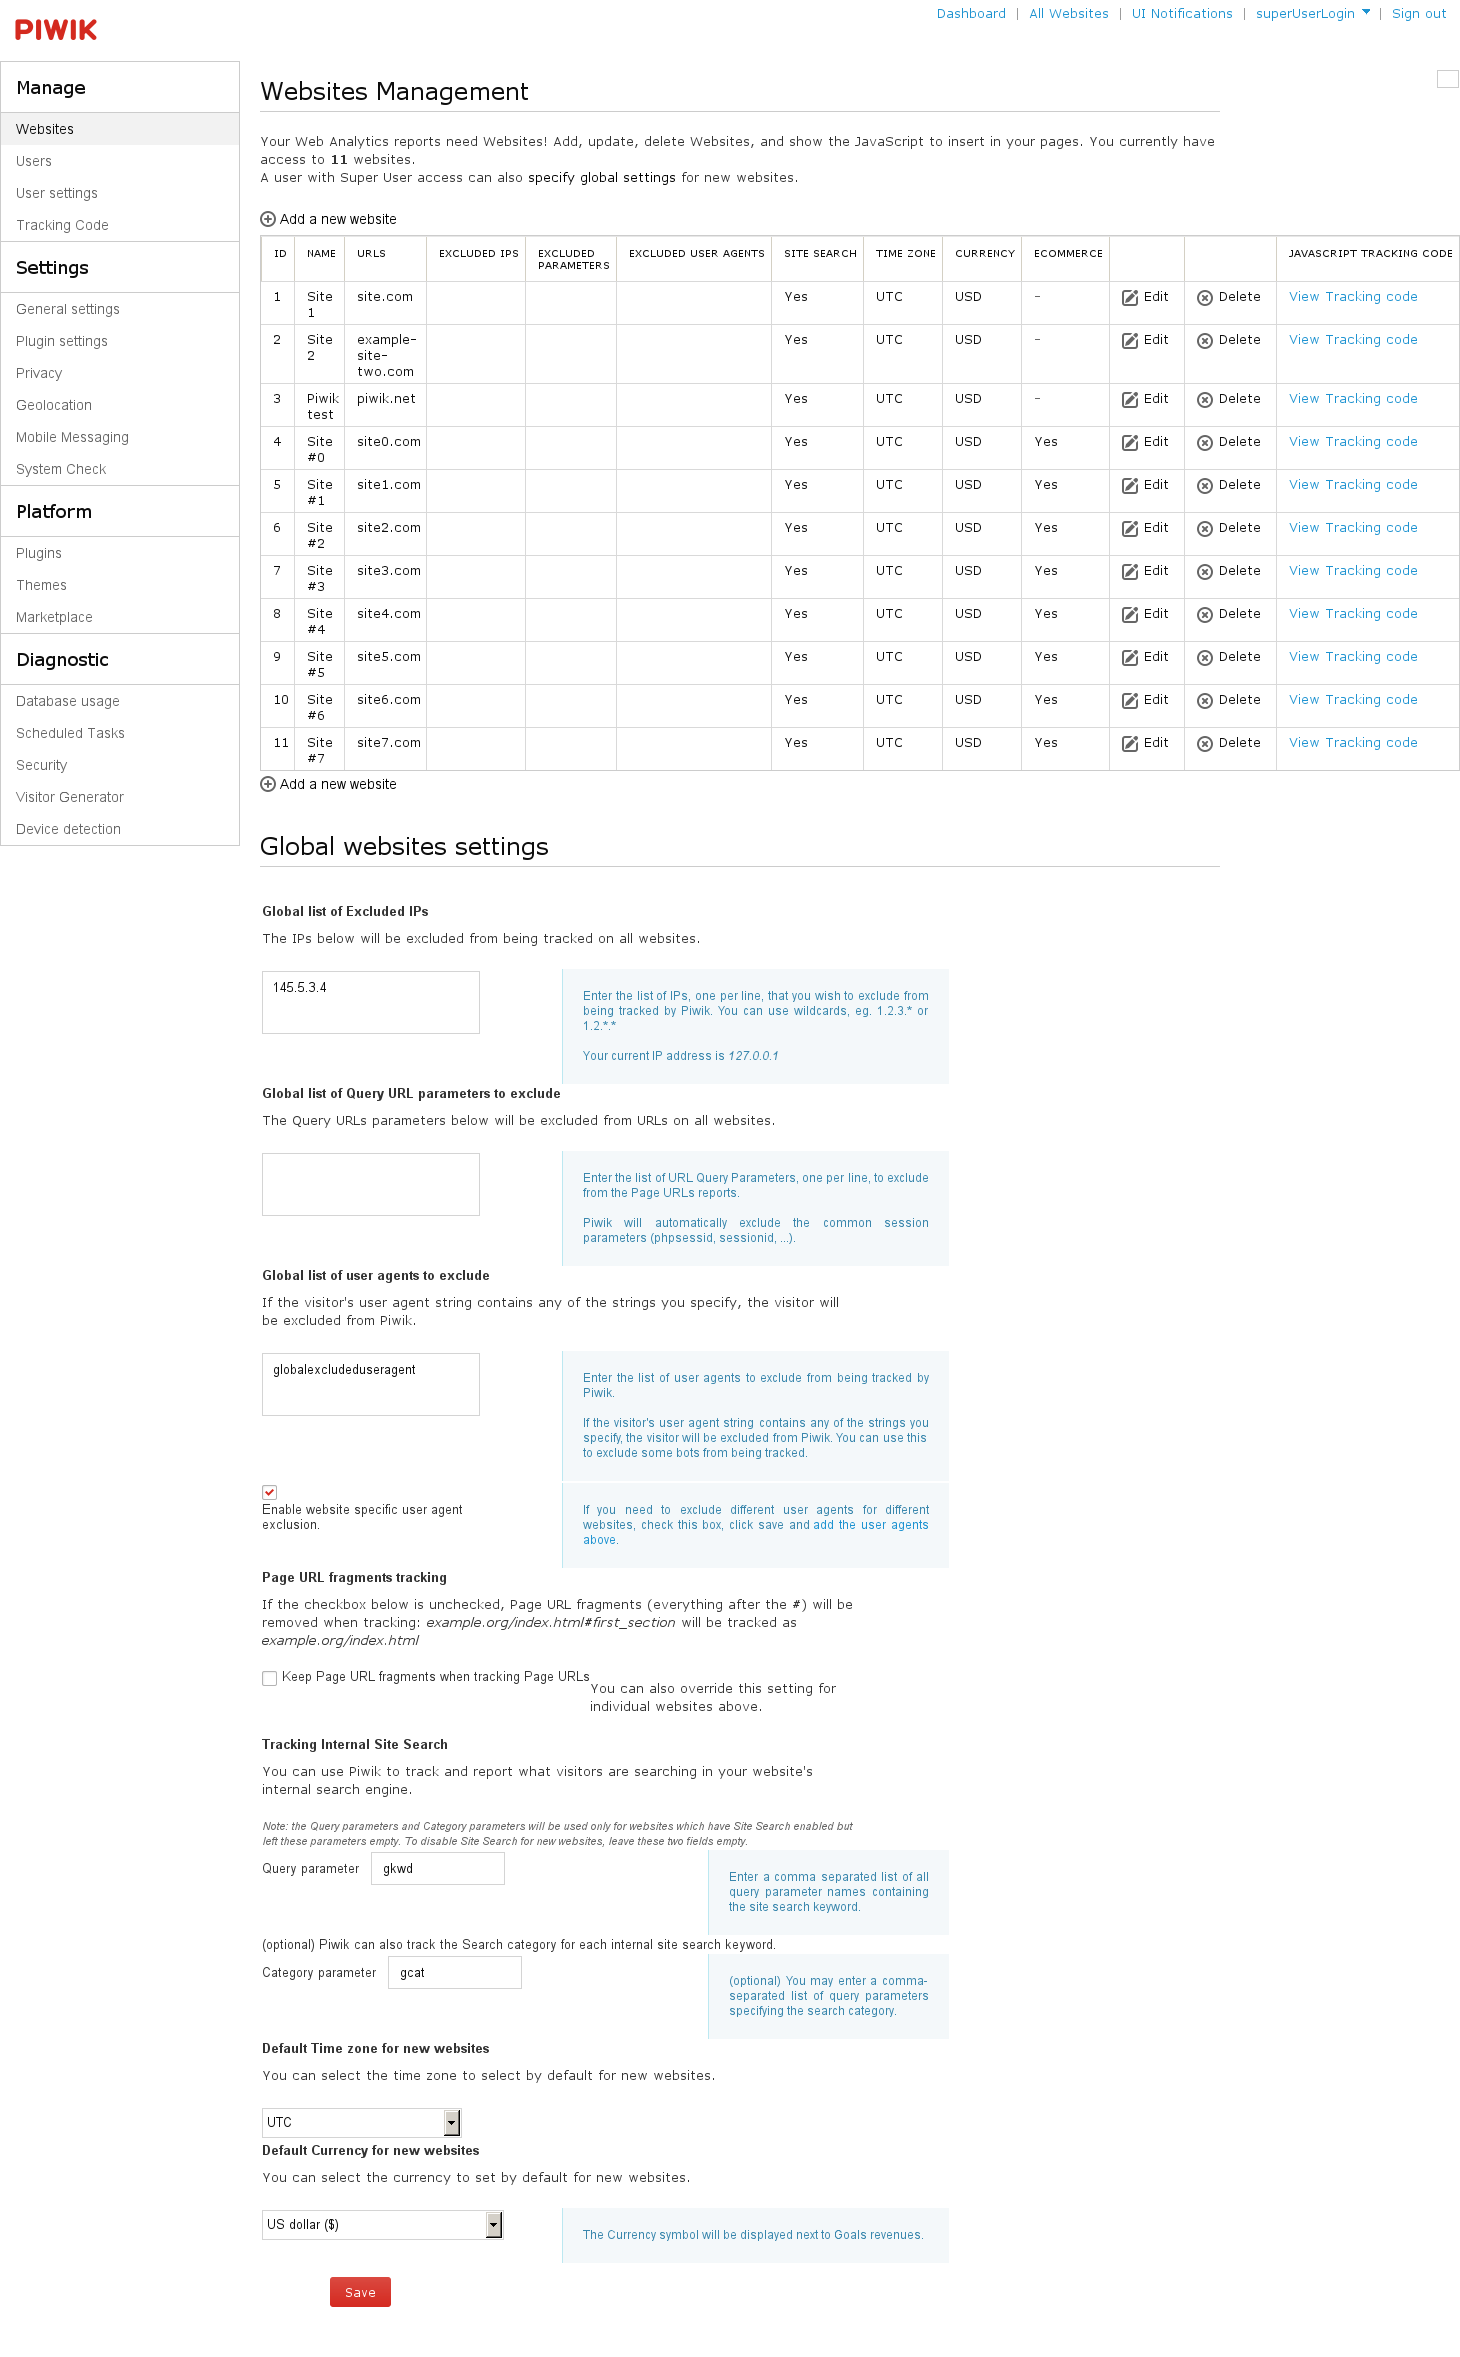 PIWIK
Dashboard | All Websites | UI Notifications | superUserLogin | Sign out
Manage
Websites
Users
User settings
Tracking Code
Settings
General settings
Plugin settings
Privacy
Geolocation
Mobile Messaging
System Check
Platform
Plugins
Themes
Marketplace
Diagnostic
Database usage
Scheduled Tasks
Security
Visitor Generator
Device detection
Websites Management
Your Web Analytics reports need Websites! Add, update, delete Websites, and show the JavaScript to insert in your pages. You currently have
access to 11 websites.
A user with Super User access can also specify global settings for new websites.
Add a new website
ID NAME URLS EXCLUDED IPS EXCLUDED PARAMETERS EXCLUDED USER AGENTS SITE SEARCH TIME ZONE CURRENCY ECOMMERCE JAVASCRIPT TRACKING CODE
1 Site 1 site.com Yes UTC USD - Edit Delete View Tracking code
2 Site 2 example-site-two.com Yes UTC USD - Edit Delete View Tracking code
3 Piwik test piwik.net Yes UTC USD - Edit Delete View Tracking code
4 Site #0 site0.com Yes UTC USD Yes Edit Delete View Tracking code
5 Site #1 site1.com Yes UTC USD Yes Edit Delete View Tracking code
6 Site #2 site2.com Yes UTC USD Yes Edit Delete View Tracking code
7 Site #3 site3.com Yes UTC USD Yes Edit Delete View Tracking code
8 Site #4 site4.com Yes UTC USD Yes Edit Delete View Tracking code
9 Site #5 site5.com Yes UTC USD Yes Edit Delete View Tracking code
10 Site #6 site6.com Yes UTC USD Yes Edit Delete View Tracking code
11 Site #7 site7.com Yes UTC USD Yes Edit Delete View Tracking code
Add a new website
Global websites settings
Global list of Excluded IPs
The IPs below will be excluded from being tracked on all websites.
145.5.3.4
Enter the list of IPs, one per line, that you wish to exclude from
being tracked by Piwik. You can use wildcards, eg. 1.2.3.* or
1.2.*.*
Your current IP address is 127.0.0.1
Global list of Query URL parameters to exclude
The Query URLs parameters below will be excluded from URLs on all websites.
Enter the list of URL Query Parameters, one per line, to exclude
from the Page URLs reports.
Piwik will automatically exclude the common session
parameters (phpsessid, sessionid, ...).
Global list of user agents to exclude
If the visitor's user agent string contains any of the strings you specify, the visitor will
be excluded from Piwik.
globalexcludeduseragent
Enter the list of user agents to exclude from being tracked by
Piwik.
If the visitor's user agent string contains any of the strings you
specify, the visitor will be excluded from Piwik. You can use this
to exclude some bots from being tracked.
Enable website specific user agent
exclusion.
If you need to exclude different user agents for different
websites, check this box, click save and add the user agents
above.
Page URL fragments tracking
If the checkbox below is unchecked, Page URL fragments (everything after the #) will be
removed when tracking: example.org/index.html#first_section will be tracked as
example.org/index.html
Keep Page URL fragments when tracking Page URLs
You can also override this setting for
individual websites above.
Tracking Internal Site Search
You can use Piwik to track and report what visitors are searching in your website's
internal search engine.
Note: the Query parameters and Category parameters will be used only for websites which have Site Search enabled but
left these parameters empty. To disable Site Search for new websites, leave these two fields empty.
Query parameter gkwd
Enter a comma separated list of all
query parameter names containing
the site search keyword.
(optional) Piwik can also track the Search category for each internal site search keyword.
Category parameter gcat
(optional) You may enter a comma-
separated list of query parameters
specifying the search category.
Default Time zone for new websites
You can select the time zone to select by default for new websites.
UTC
Default Currency for new websites
You can select the currency to set by default for new websites.
US dollar ($)
The Currency symbol will be displayed next to Goals revenues.
Save